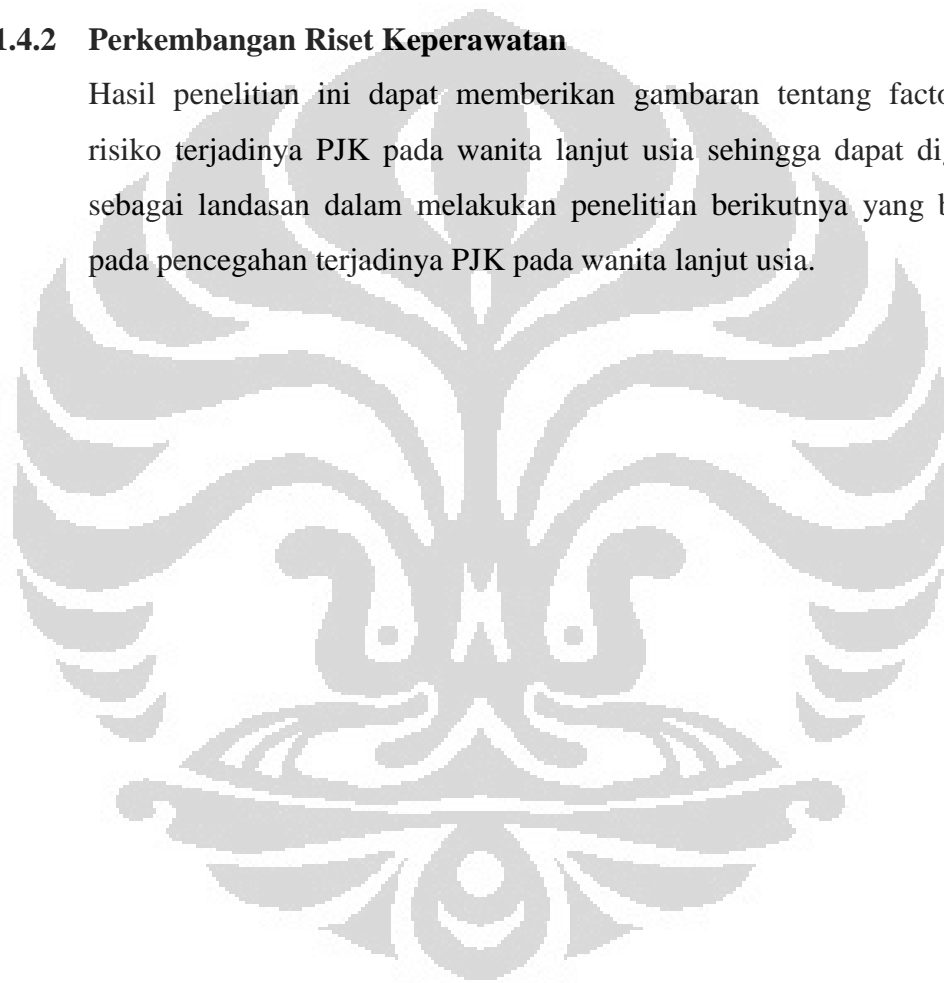 1.4.2 Perkembangan Riset Keperawatan
Hasil penelitian ini dapat memberikan gambaran tentang
risiko terjadinya PJK pada wanita lanjut usia sehingga dapat
sebagai landasan dalam melakukan penelitian berikutnya yang
pada pencegahan terjadinya PJK pada wanita lanjut usia.